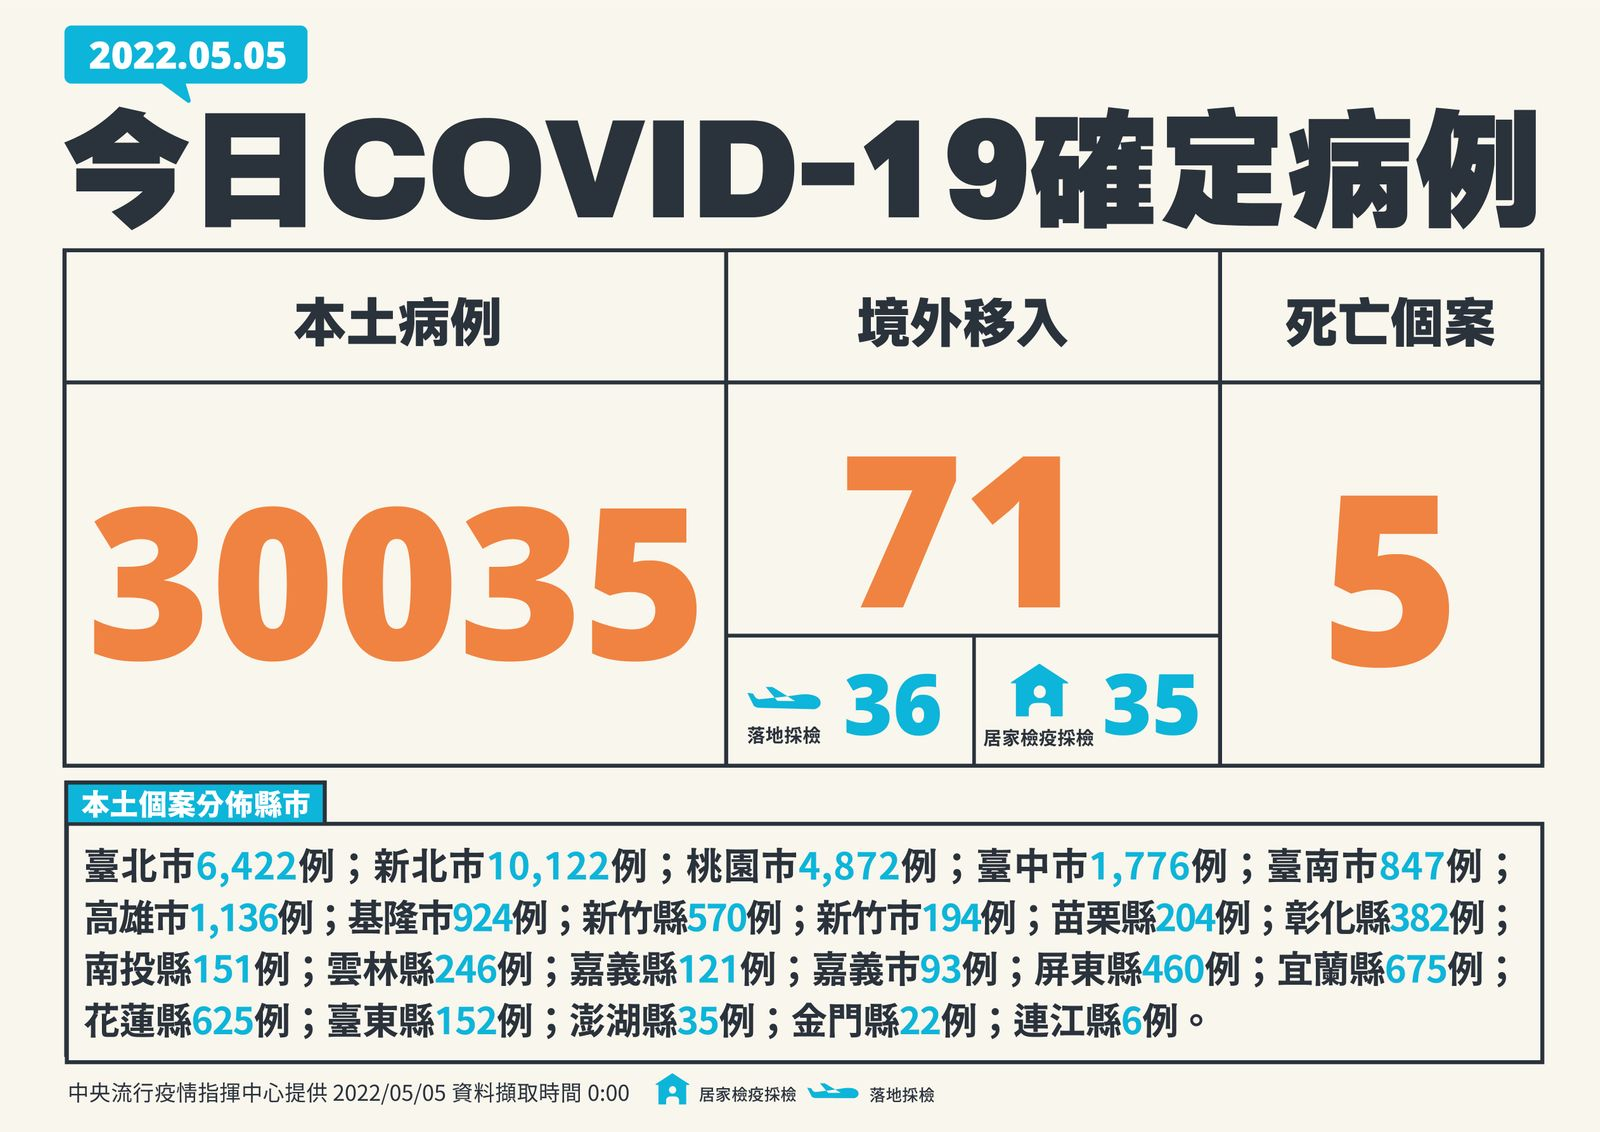 2022.05.05
今日COVID-19確定病例
本土病例
境外移入
死亡個案
30035
71
5
落地採檢
36
居家檢疫採檢
35
本土個案分佈縣市
臺北市6,422例；新北市10,122例；桃園市4,872例；臺中市1,776例；臺南市847例；
高雄市1,136例；基隆市924例；新竹縣570例；新竹市194例；苗栗縣204例；彰化縣382例；
南投縣151例；雲林縣246例；嘉義縣121例；嘉義市93例；屏東縣460例；宜蘭縣675例；
花蓮縣625例；臺東縣152例；澎湖縣35例；金門縣22例；連江縣6例。
中央流行疫情指揮中心提供 2022/05/05 資料擷取時間 0:00 居家檢疫採檢 落地採檢